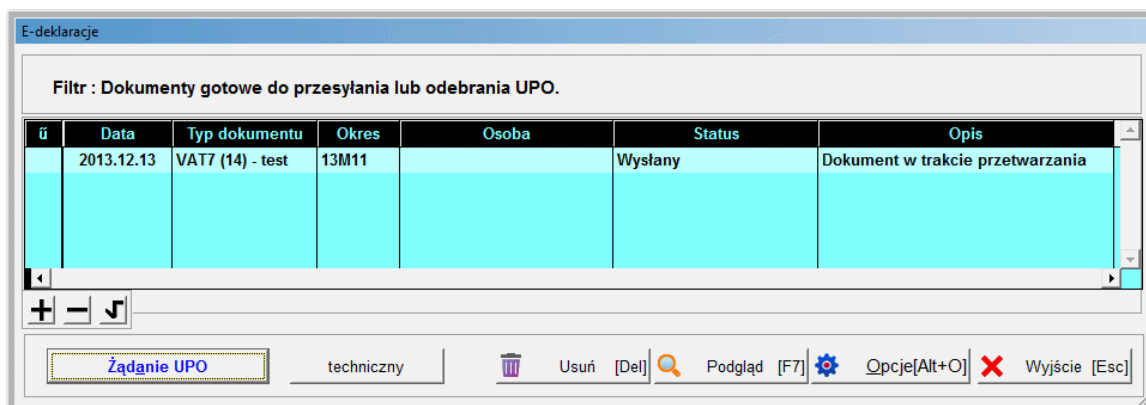 E-deklaracje
Filtr : Dokumenty gotowe do przesyłania lub odebrania UPO.
ű Data Typ dokumentu Okres Osoba Status Opis
2013.12.13 VAT7 (14) - test 13M11 Wysłany Dokument w trakcie przetwarzania
Żądanie UPO techniczny Usuń [Del] Podgląd [F7] Opcje[Alt+O] Wyjście [Esc]